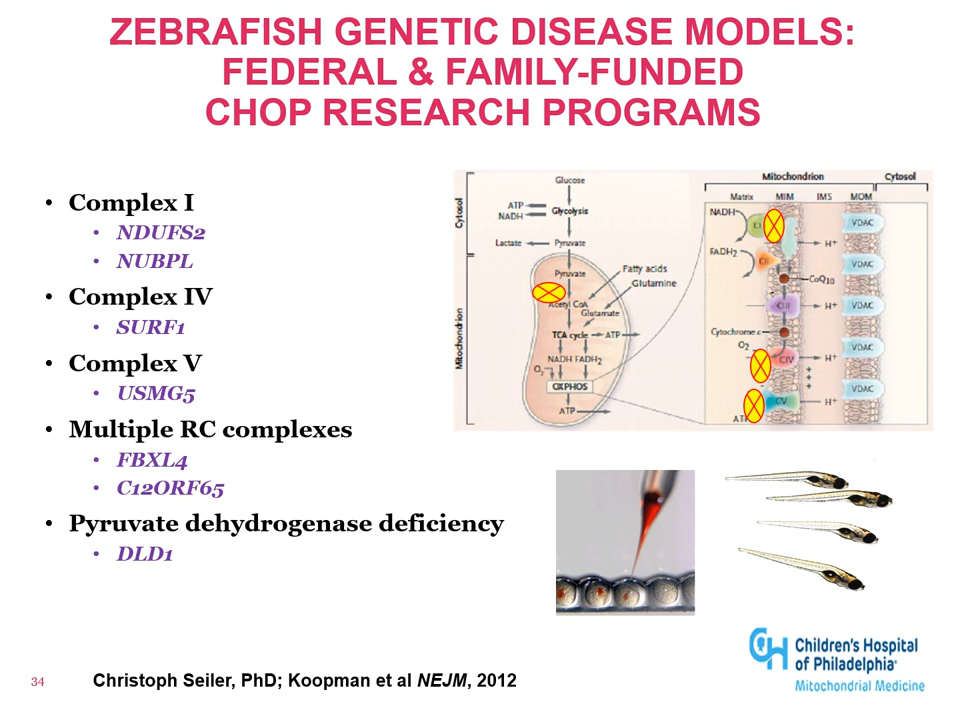 ZEBRAFISH GENETIC DISEASE MODELS:
FEDERAL & FAMILY-FUNDED
CHOP RESEARCH PROGRAMS
• Complex I
• NDUFS2
• NUBPL
• Complex IV
• SURF1
• Complex V
• USMG5
• Multiple RC complexes
• FBXL4
• C12ORF65
• Pyruvate dehydrogenase deficiency
• DLD1
Cytosol
Mitochondrion
Glucose
ATP
NADH
Glycolysis
Lactate
Pyruvate
Pyruvate
Fatty acids
Glutamine
Acetyl CoA
Glutamate
TCA cycle
ATP
NADH FADH2
O2
OXPHOS
ATP
Mitochondrion
Cytosol
Matrix
MIM
IMS
MOM
NADH
CI
VDAC
H+
FADH2
CII
VDAC
CoQ10
CIII
H+
VDAC
Cytochrome c
O2
CIV
H+
VDAC
+
+
+
CV
H+
VDAC
AT
Children's Hospital
of Philadelphia®
Mitochondrial Medicine
34
Christoph Seiler, PhD; Koopman et al NEJM, 2012